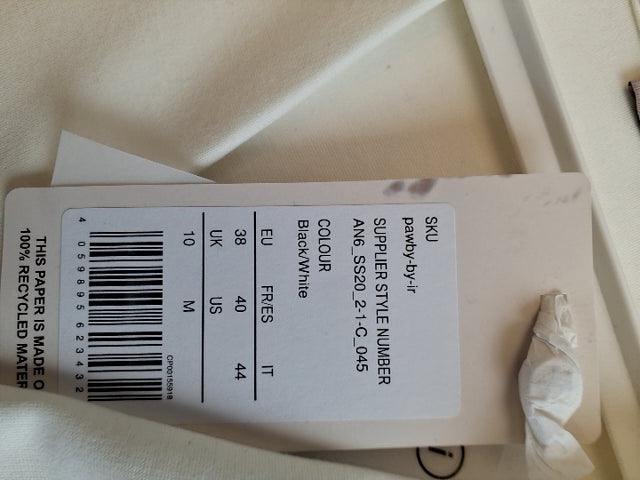 SKU
pawby-by-ir
SUPPLIER STYLE NUMBER
AN6_SS20_2-1-C_045
COLOUR
Black/White
EU FR/ES IT
38 40 44
UK US
10 M
CP00155918
4 059895 623432
THIS PAPER IS MADE O
100% RECYCLED MATER
i